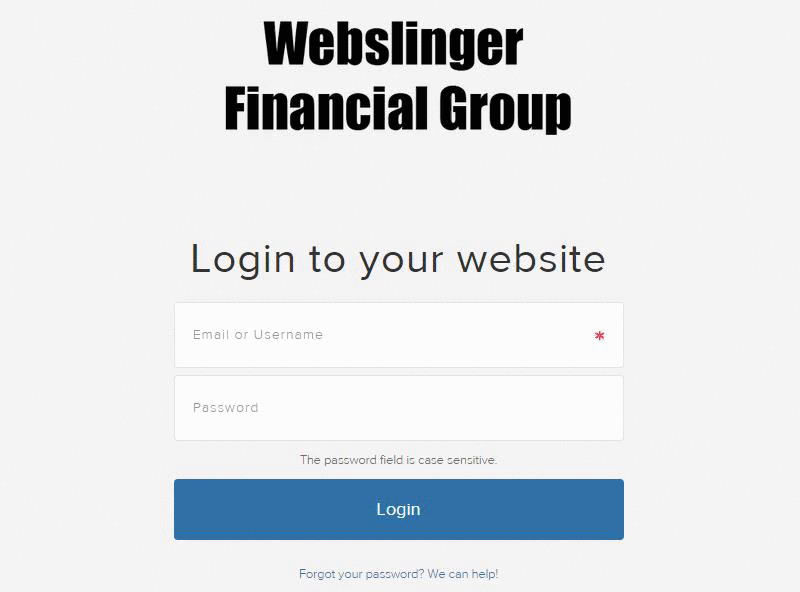 Webslinger
Financial Group
Login to your website
Email or Username *
Password
The password field is case sensitive.
Login
Forgot your password? We can help!